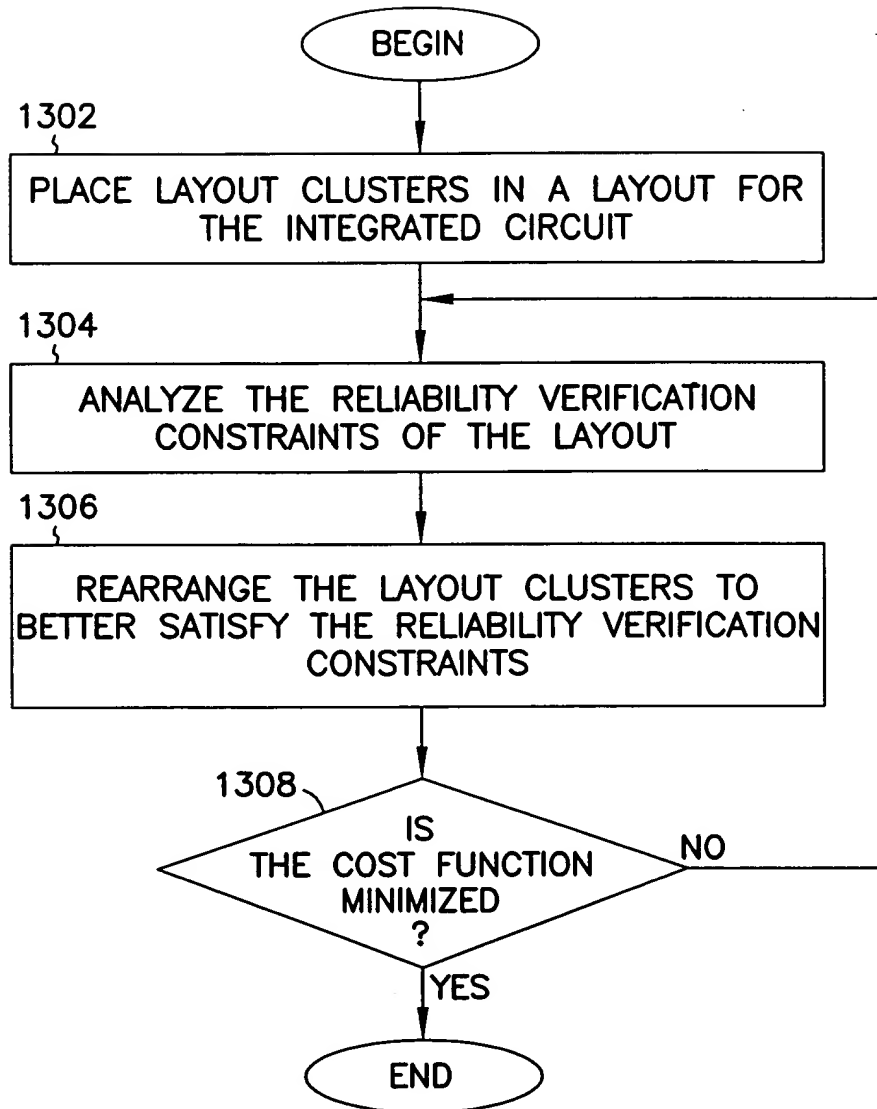 BEGIN
1302
PLACE LAYOUT CLUSTERS IN A LAYOUT FOR
THE INTEGRATED CIRCUIT
1304
ANALYZE THE RELIABILITY VERIFICATION
CONSTRAINTS OF THE LAYOUT
1306
REARRANGE THE LAYOUT CLUSTERS TO
BETTER SATISFY THE RELIABILITY VERIFICATION
CONSTRAINTS
1308
IS
THE COST FUNCTION
MINIMIZED
?
NO
YES
END